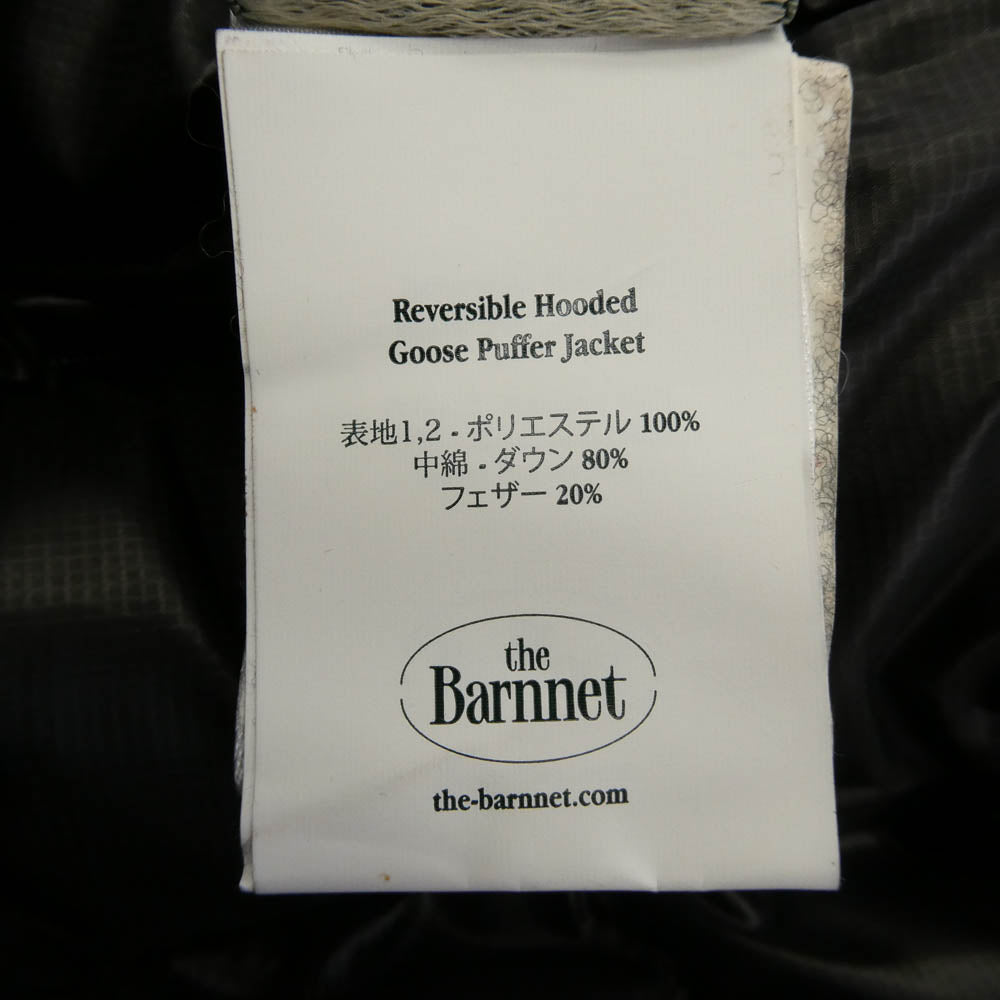 Reversible Hooded
Goose Puffer Jacket
表地1,2 - ポリエステル 100%
中綿 - ダウン 80%
フェザー 20%
the
Barnnet
the-barnnet.com